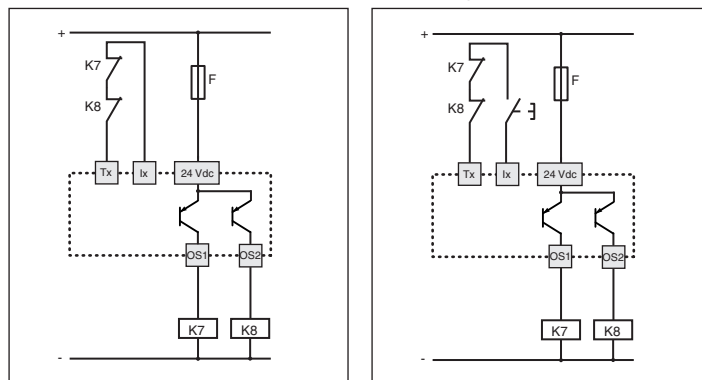 +
K7
F
K8
Tx
Ix
24 Vdc
OS1
OS2
K7
K8
-
+
K7
F
K8
Tx
Ix
24 Vdc
OS1
OS2
K7
K8
-